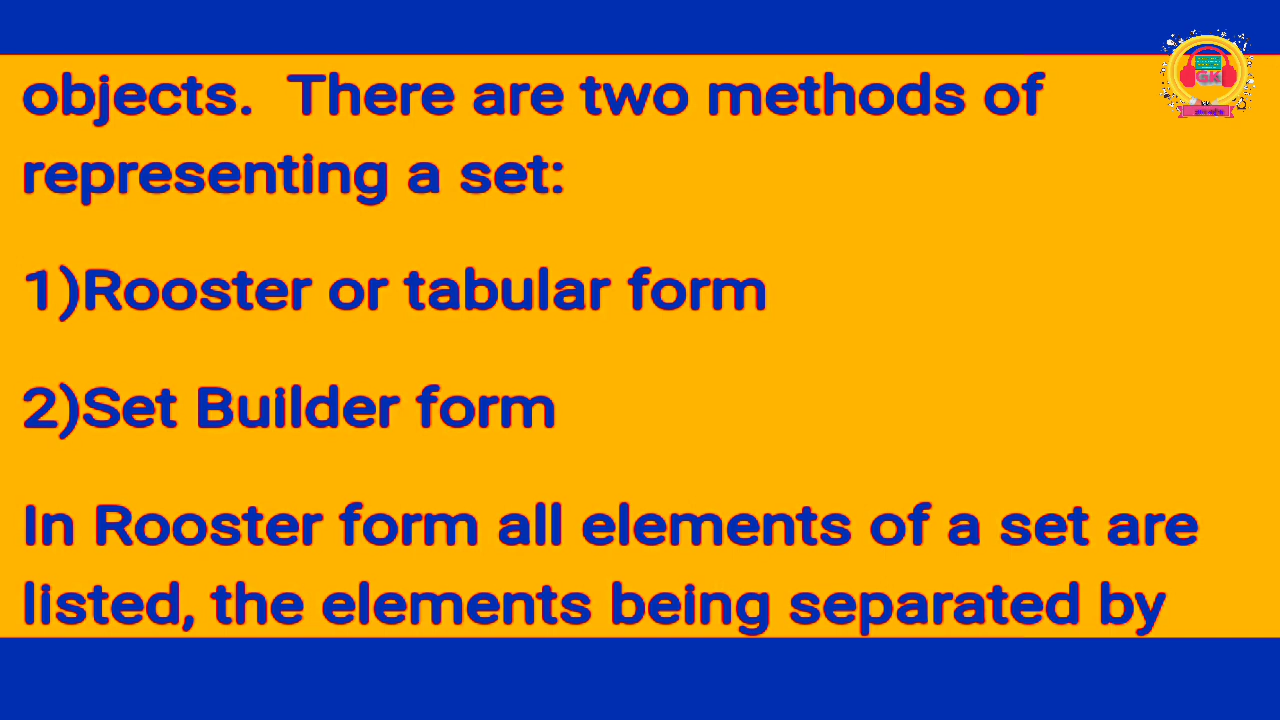 objects.  There are two methods of
representing a set:
1)Rooster or tabular form
2)Set Builder form
In Rooster form all elements of a set are
listed, the elements being separated by
GK